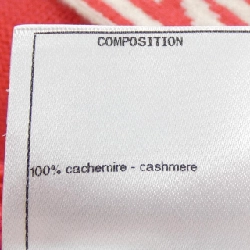 COMPOSITION
100% cachemire - cashmere